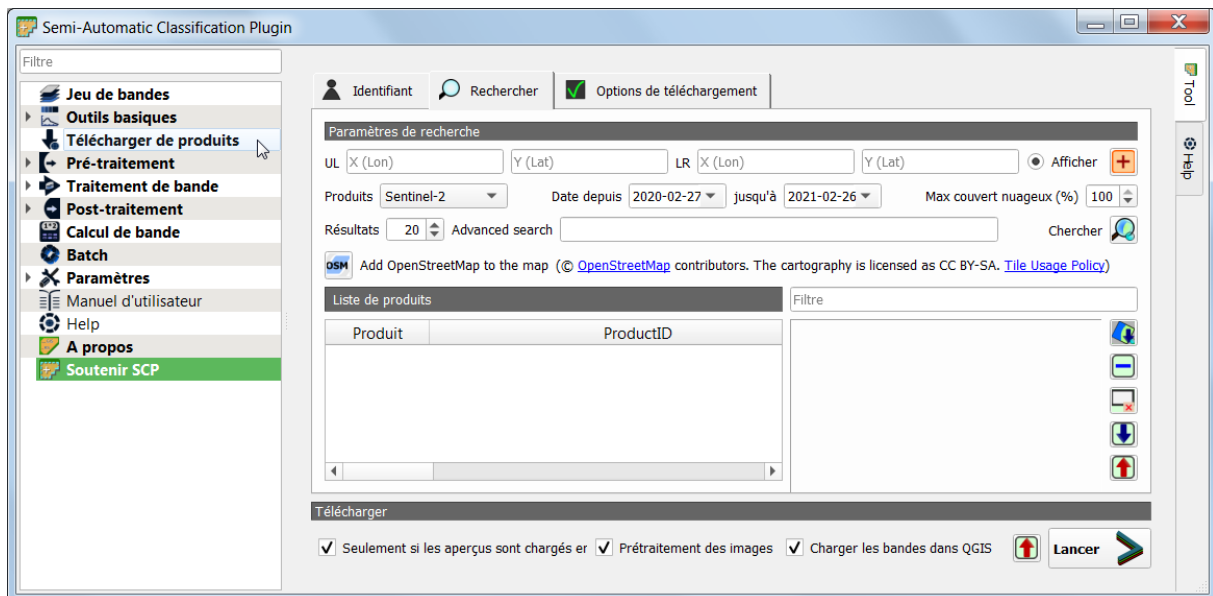 Semi-Automatic Classification Plugin
Filtre
Jeu de bandes
Outils basiques
Télécharger de produits
Pré-traitement
Traitement de bande
Post-traitement
Calcul de bande
Batch
Paramètres
Manuel d'utilisateur
Help
A propos
Soutenir SCP
Identifiant Rechercher Options de téléchargement
Paramètres de recherche
UL X (Lon) Y (Lat) LR X (Lon) Y (Lat) Afficher
Produits Sentinel-2 Date depuis 2020-02-27 jusqu'à 2021-02-26 Max couvert nuageux (%) 100
Résultats 20 Advanced search Chercher
OSM Add OpenStreetMap to the map (© OpenStreetMap contributors. The cartography is licensed as CC BY-SA. Tile Usage Policy)
Liste de produits Filtre
Produit ProductID
Télécharger
Seulement si les aperçus sont chargés er Prétraitement des images Charger les bandes dans QGIS Lancer
Tool
Help